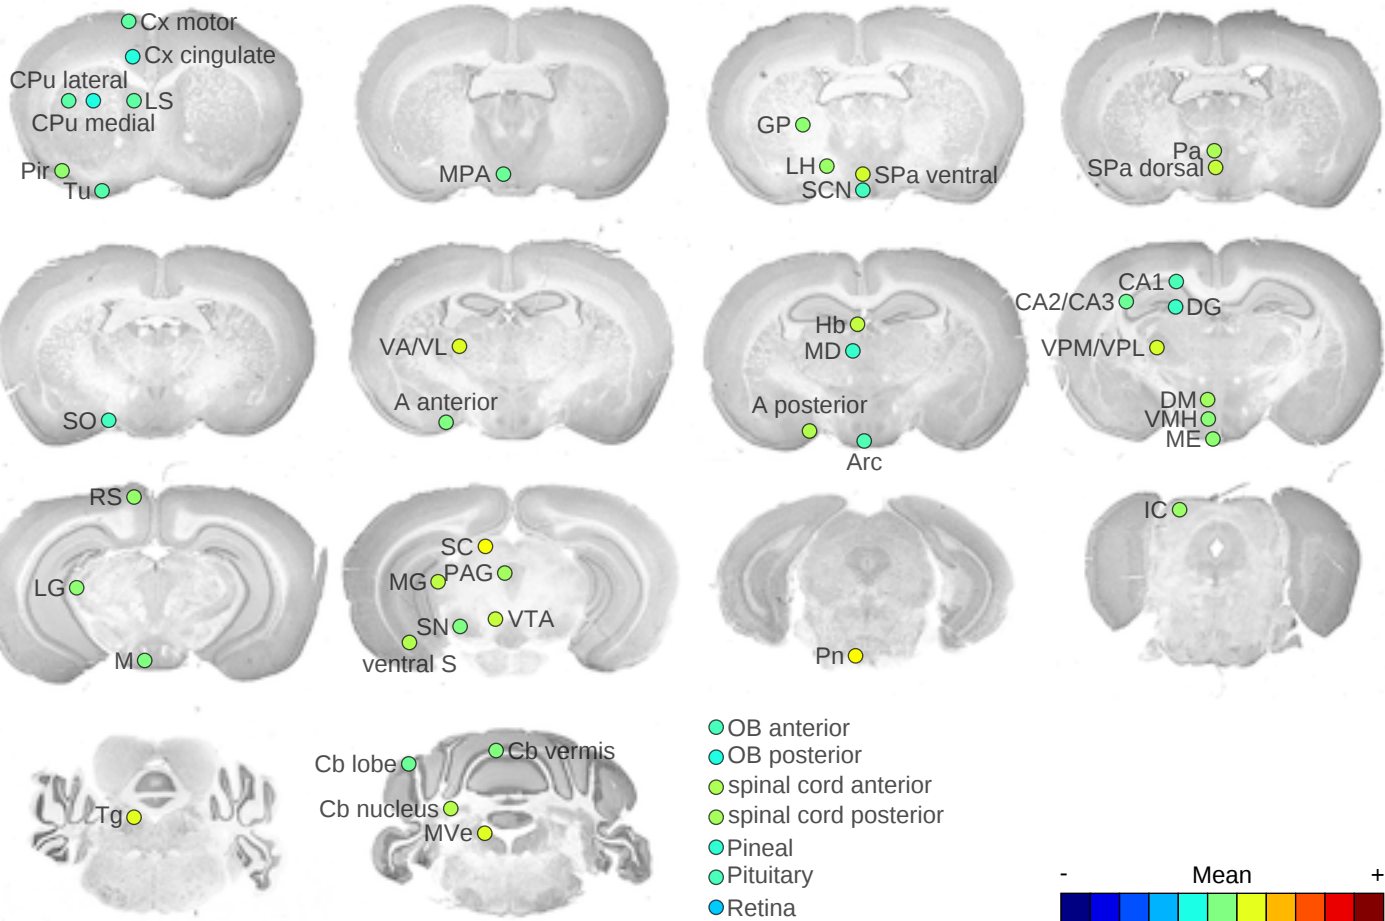 Cx motor
Cx cingulate
CPu lateral
LS
CPu medial
Pir
Tu
MPA
GP
LH
SPa ventral
SCN
Pa
SPa dorsal
SO
VA/VL
A anterior
Hb
MD
A posterior
Arc
CA1
CA2/CA3
DG
VPM/VPL
DM
VMH
ME
RS
LG
M
SC
MG
PAG
SN
VTA
ventral S
Pn
IC
Tg
Cb lobe
Cb vermis
Cb nucleus
MVe
OB anterior
OB posterior
spinal cord anterior
spinal cord posterior
Pineal
Pituitary
Retina
- Mean +